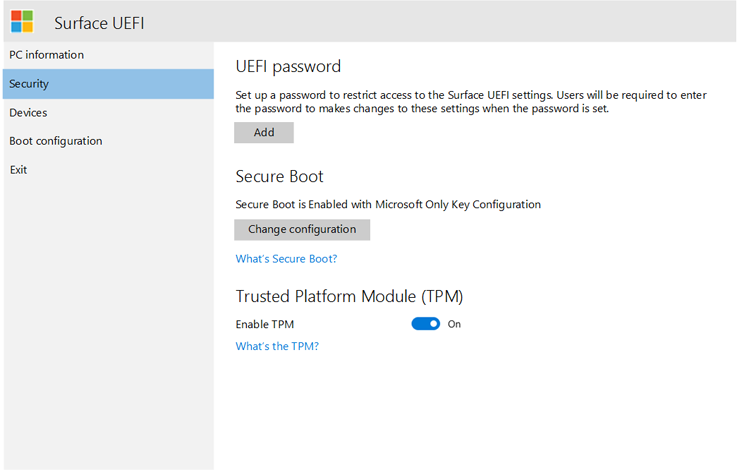 Surface UEFI
PC information
Security
Devices
Boot configuration
Exit
UEFI password
Set up a password to restrict access to the Surface UEFI settings. Users will be required to enter
the password to makes changes to these settings when the password is set.
Add
Secure Boot
Secure Boot is Enabled with Microsoft Only Key Configuration
Change configuration
What's Secure Boot?
Trusted Platform Module (TPM)
Enable TPM On
What's the TPM?